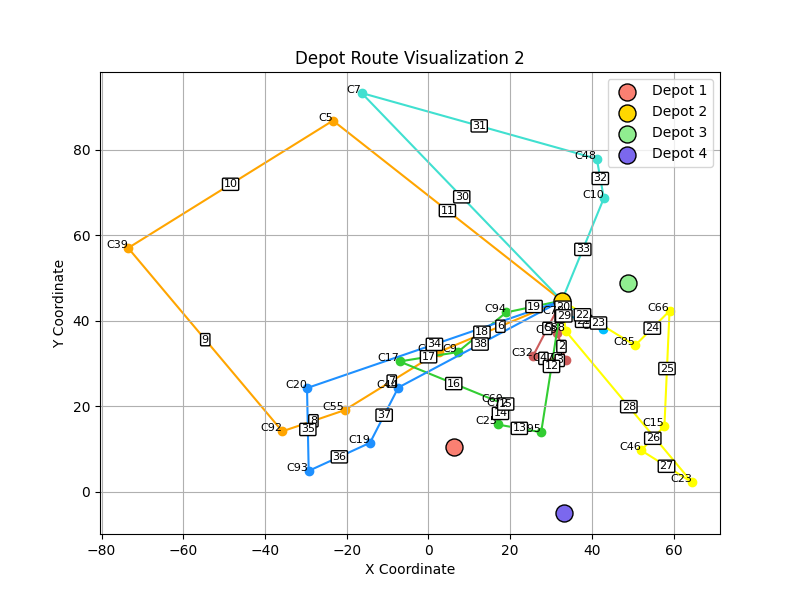 Depot Route Visualization 2
Depot 1
Depot 2
Depot 3
Depot 4
C7
C5
31
C48
32
10
30
C10
11
33
C39
80
60
40
20
0
Y Coordinate
C94
19
29
22
23
C66
24
C85
18
6
34
38
C9
9
C17
17
C32
2
12
25
C20
16
C55
C92
8
35
37
C19
36
C93
14
C25
13
28
C15
26
C46
27
C23
−80
−60
−40
−20
0
20
40
60
X Coordinate